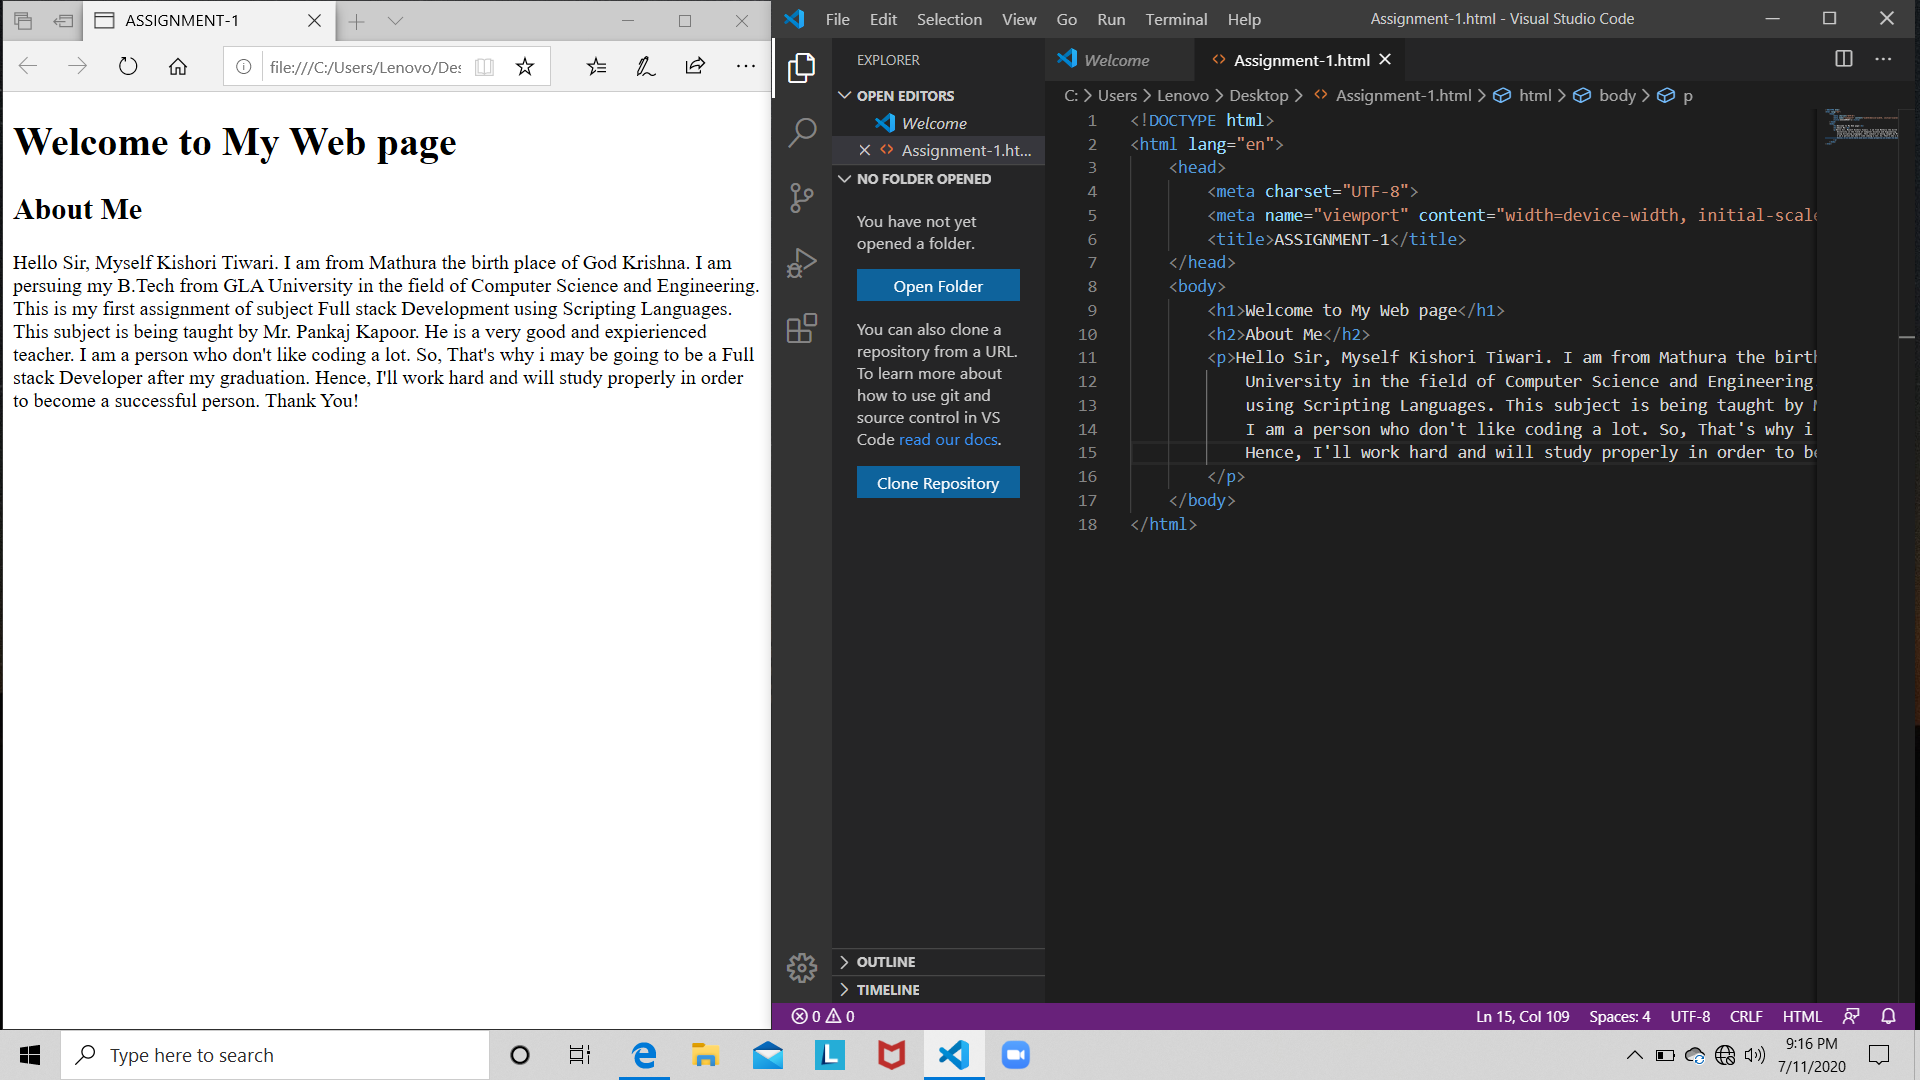 ASSIGNMENT-1
file:///C:/Users/Lenovo/Des
Welcome to My Web page
About Me
Hello Sir, Myself Kishori Tiwari. I am from Mathura the birth place of God Krishna. I am
persuing my B.Tech from GLA University in the field of Computer Science and Engineering.
This is my first assignment of subject Full stack Development using Scripting Languages.
This subject is being taught by Mr. Pankaj Kapoor. He is a very good and expierienced
teacher. I am a person who don't like coding a lot. So, That's why i may be going to be a Full
stack Developer after my graduation. Hence, I'll work hard and will study properly in order
to become a successful person. Thank You!
File Edit Selection View Go Run Terminal Help
Assignment-1.html - Visual Studio Code
EXPLORER
OPEN EDITORS
Welcome
Assignment-1.ht...
NO FOLDER OPENED
You have not yet
opened a folder.
Open Folder
You can also clone a
repository from a URL.
To learn more about
how to use git and
source control in VS
Code read our docs.
Clone Repository
OUTLINE
TIMELINE
Welcome
Assignment-1.html
C: > Users > Lenovo > Desktop > Assignment-1.html > html > body > p
1 <!DOCTYPE html>
2 <html lang="en">
3 <head>
4 <meta charset="UTF-8">
5 <meta name="viewport" content="width=device-width, initial-scale
6 <title>ASSIGNMENT-1</title>
7 </head>
8 <body>
9 <h1>Welcome to My Web page</h1>
10 <h2>About Me</h2>
11 <p>Hello Sir, Myself Kishori Tiwari. I am from Mathura the birth
12 University in the field of Computer Science and Engineering
13 using Scripting Languages. This subject is being taught by
14 I am a person who don't like coding a lot. So, That's why i
15 Hence, I'll work hard and will study properly in order to be
16 </p>
17 </body>
18 </html>
0 0
Ln 15, Col 109 Spaces: 4 UTF-8 CRLF HTML
Type here to search
L
9:16 PM
7/11/2020